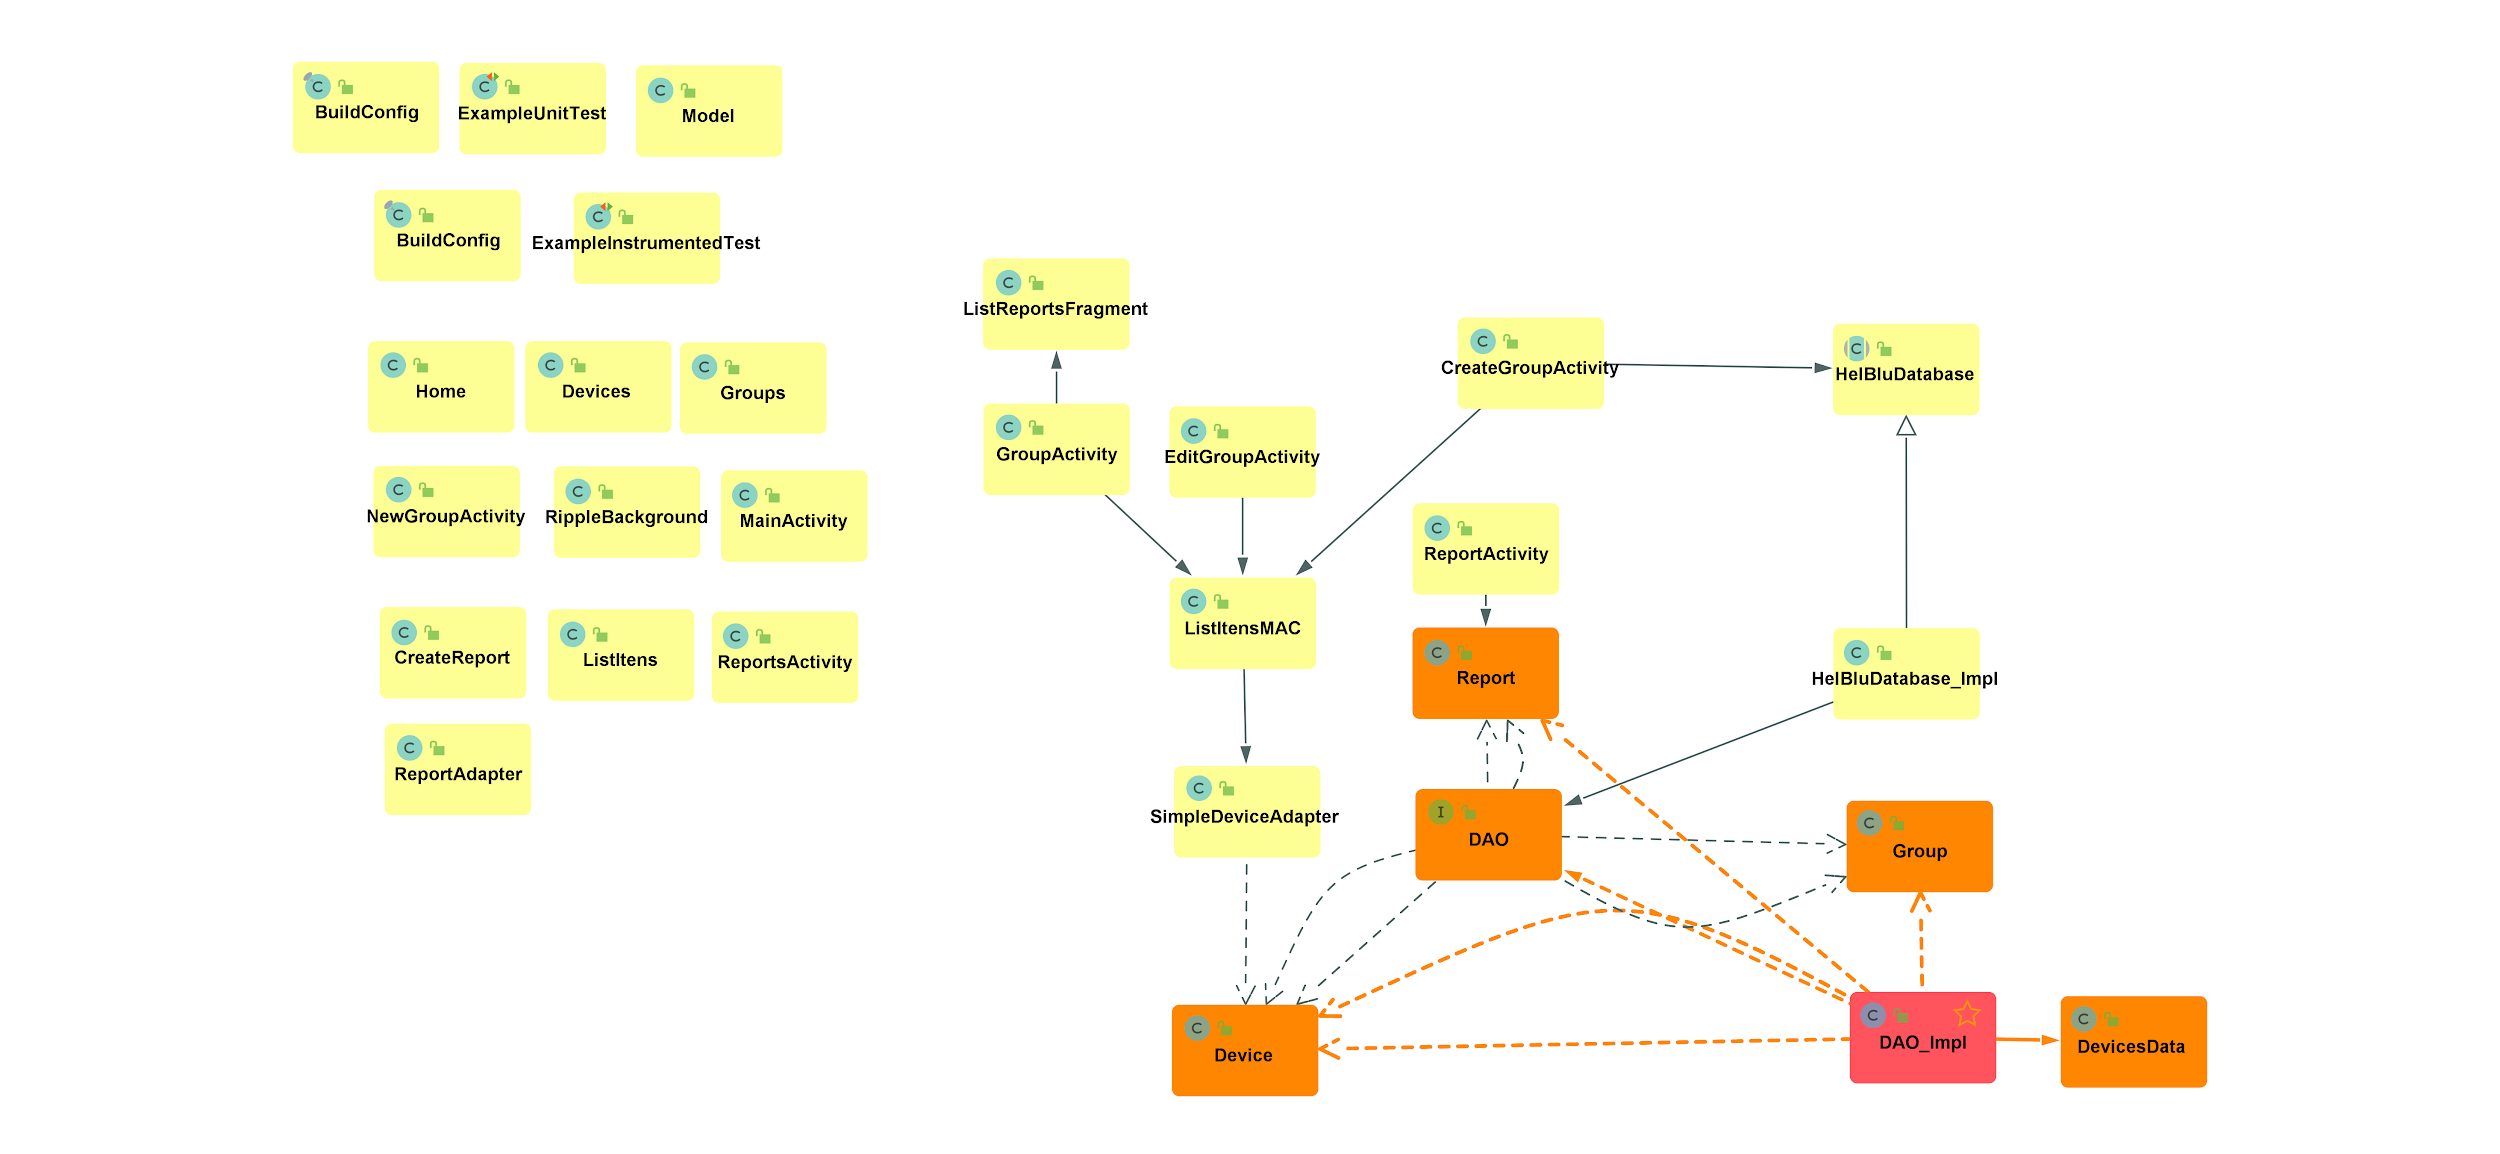 BuildConfig
ExampleUnitTest
Model
BuildConfig
ExampleInstrumentedTest
ListReportsFragment
CreateGroupActivity
HelBluDatabase
Home
Devices
Groups
GroupActivity
EditGroupActivity
NewGroupActivity
RippleBackground
MainActivity
ReportActivity
ListItensMAC
CreateReport
ListItens
ReportsActivity
Report
HelBluDatabase_Impl
ReportAdapter
SimpleDeviceAdapter
DAO
Group
Device
DAO_Impl
DevicesData